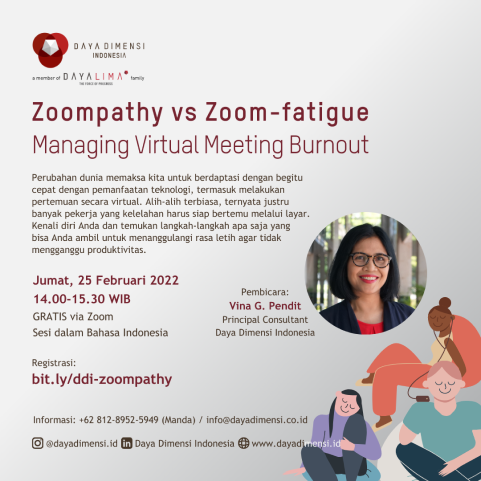 DAYA DIMENSI
INDONESIA
a member of DAYALIMA family
Zoompathy vs Zoom-fatigue
Managing Virtual Meeting Burnout
Perubahan dunia memaksa kita untuk berdaptasi dengan begitu
cepat dengan pemanfaatan teknologi, termasuk melakukan
pertemuan secara virtual. Alih-alih terbiasa, ternyata justru
banyak pekerja yang kelelahan harus siap bertemu melalui layar.
Kenali diri Anda dan temukan langkah-langkah apa saja yang
bisa Anda ambil untuk menanggulangi rasa letih agar tidak
mengganggu produktivitas.
Jumat, 25 Februari 2022
14.00-15.30 WIB
GRATIS via Zoom
Sesi dalam Bahasa Indonesia
Pembicara:
Vina G. Pendit
Principal Consultant
Daya Dimensi Indonesia
Registrasi:
bit.ly/ddi-zoompathy
Informasi: +62 812-8952-5949 (Manda) / info@dayadimensi.co.id
@dayadimensi.id Daya Dimensi Indonesia www.dayadimensi.id